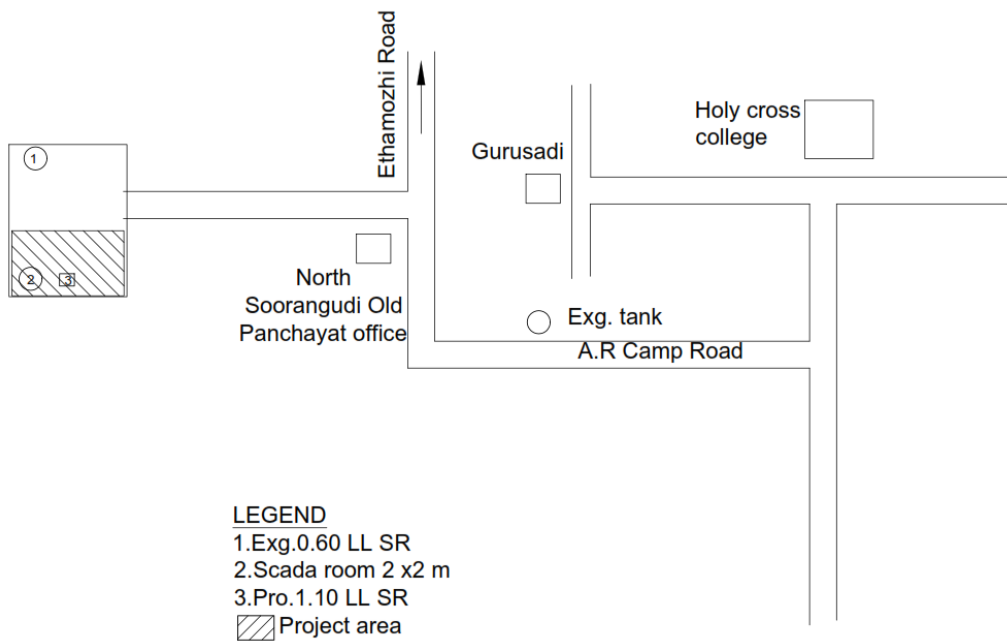 Ethamozhi Road
Holy cross
college
Gurusadi
1
2
3
North
Soorangudi Old
Panchayat office
Exg. tank
A.R Camp Road
LEGEND
1.Exg.0.60 LL SR
2.Scada room 2 x2 m
3.Pro.1.10 LL SR
Project area